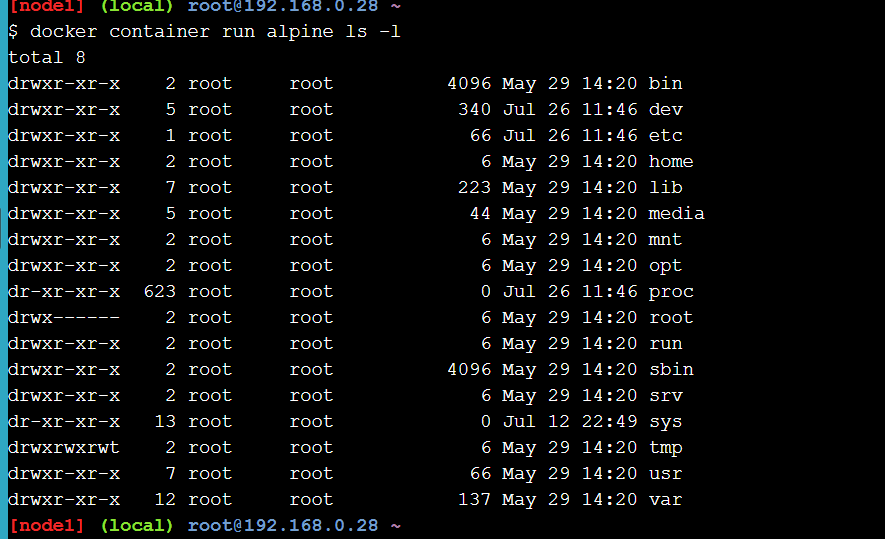 [node1] (local) root@192.168.0.28 ~
$ docker container run alpine ls -l
total 8
drwxr-xr-x    2 root     root          4096 May 29 14:20 bin
drwxr-xr-x    5 root     root           340 Jul 26 11:46 dev
drwxr-xr-x    1 root     root            66 Jul 26 11:46 etc
drwxr-xr-x    2 root     root             6 May 29 14:20 home
drwxr-xr-x    7 root     root           223 May 29 14:20 lib
drwxr-xr-x    5 root     root            44 May 29 14:20 media
drwxr-xr-x    2 root     root             6 May 29 14:20 mnt
drwxr-xr-x    2 root     root             6 May 29 14:20 opt
dr-xr-xr-x  623 root     root             0 Jul 26 11:46 proc
drwx------    2 root     root             6 May 29 14:20 root
drwxr-xr-x    2 root     root             6 May 29 14:20 run
drwxr-xr-x    2 root     root          4096 May 29 14:20 sbin
drwxr-xr-x    2 root     root             6 May 29 14:20 srv
dr-xr-xr-x   13 root     root             0 Jul 12 22:49 sys
drwxrwxrwt    2 root     root             6 May 29 14:20 tmp
drwxr-xr-x    7 root     root            66 May 29 14:20 usr
drwxr-xr-x   12 root     root           137 May 29 14:20 var
[node1] (local) root@192.168.0.28 ~